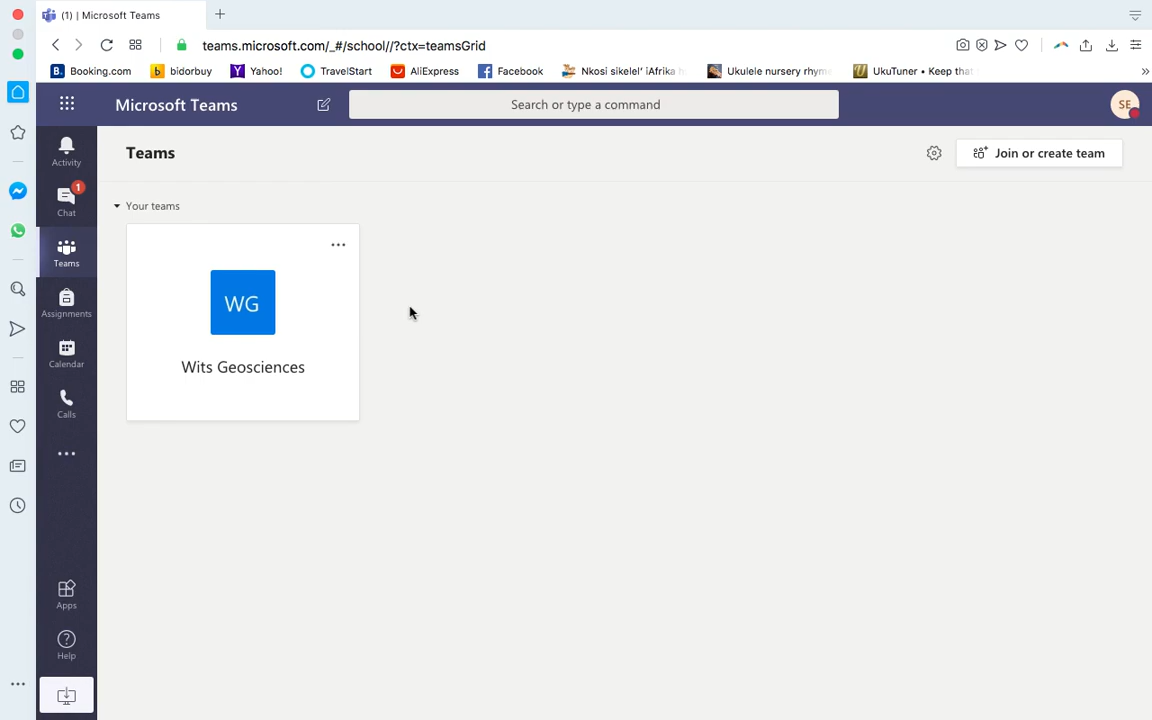 (1) | Microsoft Teams
teams.microsoft.com/_#/school//?ctx=teamsGrid
B. Booking.com
b bidorbuy
Y Yahoo!
TravelStart
AliExpress
Facebook
Nkosi sikelel' iAfrika
Ukulele nursery rhyme
UkuTuner • Keep that
Microsoft Teams
Search or type a command
SE
Activity
1
Chat
Teams
Assignments
Calendar
Calls
Apps
Help
Teams
Join or create team
Your teams
WG
Wits Geosciences